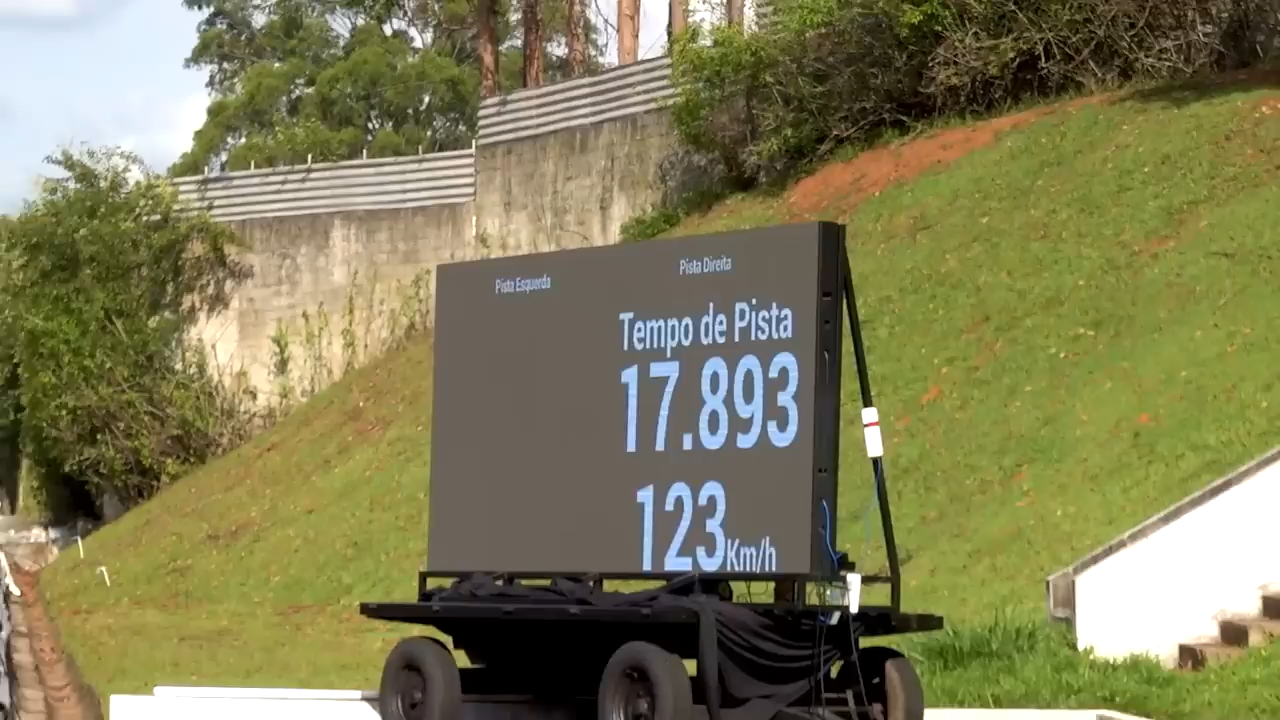 Pista Esquerda
Pista Direita
Tempo de Pista
17.893
123 Km/h